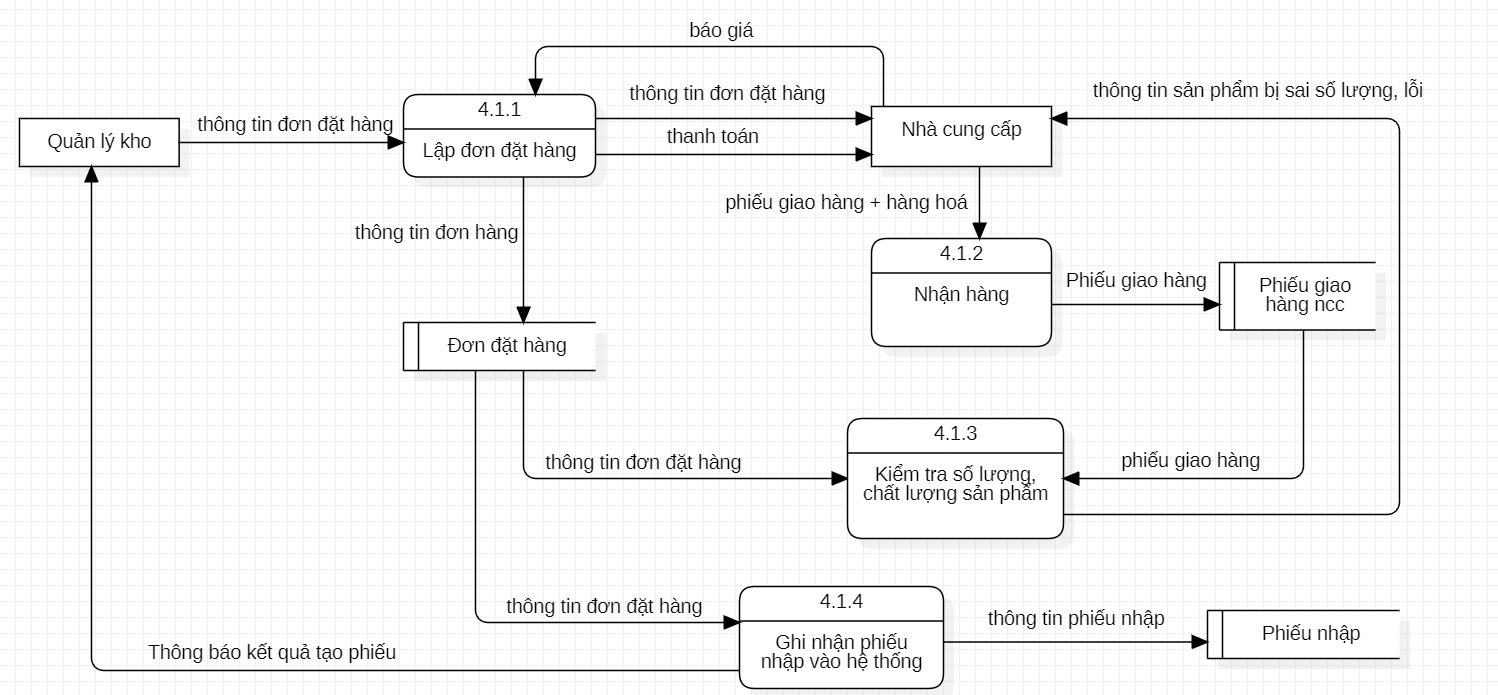 báo giá
thông tin sản phẩm bị sai số lượng, lỗi
thông tin đơn đặt hàng
4.1.1
thông tin đơn đặt hàng
Nhà cung cấp
Quản lý kho
Lập đơn đặt hàng
thanh toán
phiếu giao hàng + hàng hoá
thông tin đơn hàng
4.1.2
Nhận hàng
Phiếu giao hàng
Phiếu giao
hàng ncc
Đơn đặt hàng
4.1.3
thông tin đơn đặt hàng
Kiểm tra số lượng,
chất lượng sản phẩm
phiếu giao hàng
4.1.4
thông tin đơn đặt hàng
thông tin phiếu nhập
Phiếu nhập
Ghi nhận phiếu
nhập vào hệ thống
Thông báo kết quả tạo phiếu